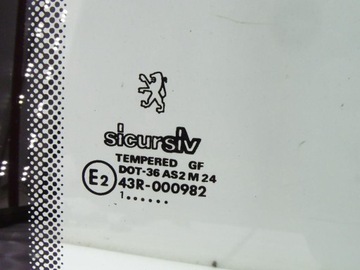 sicursiv
TEMPERED GF
DOT-36 AS2 M 24
E2 43R-000982
1......